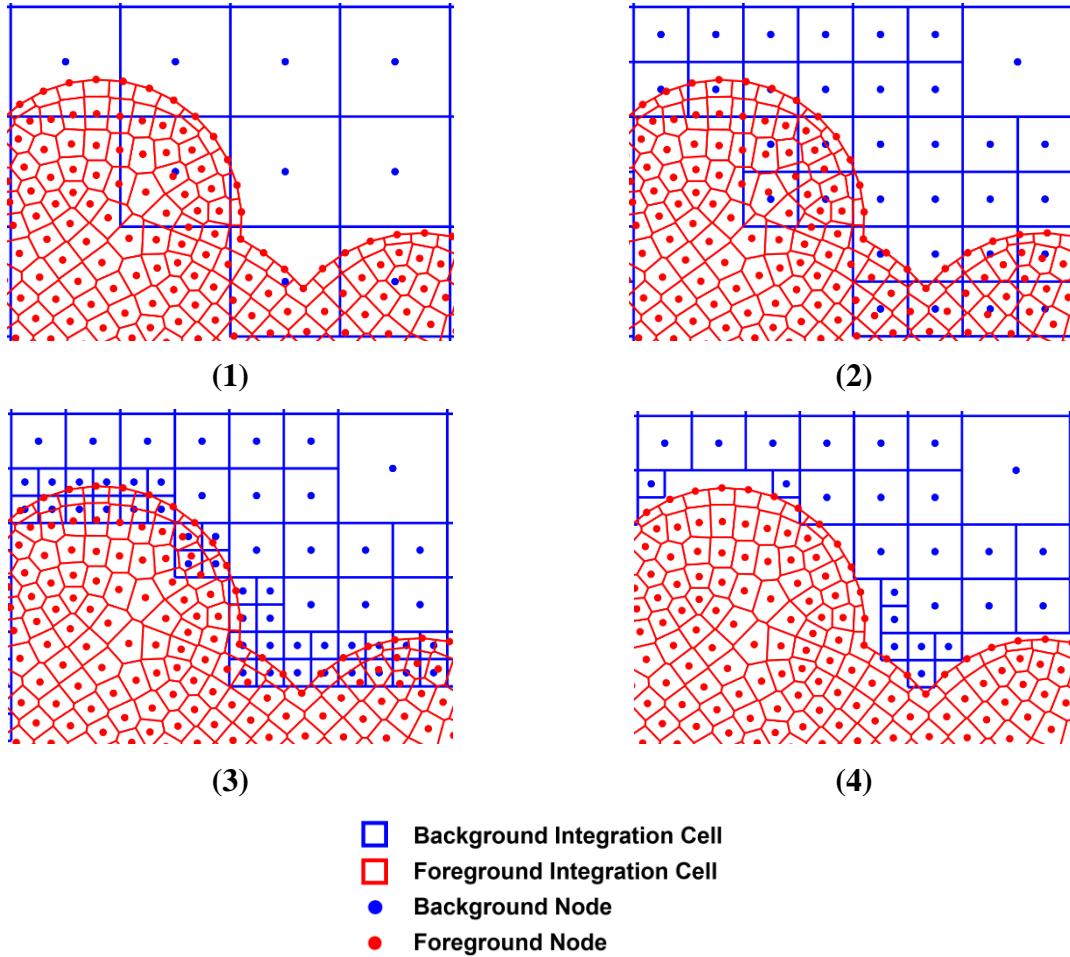 (1)
(2)
(3)
(4)
Background Integration Cell
Foreground Integration Cell
Background Node
Foreground Node